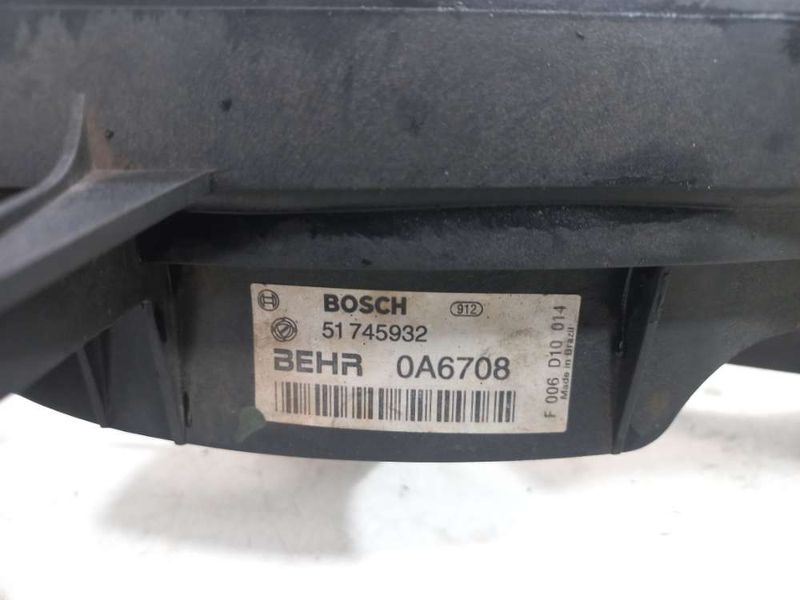 BOSCH 912
51745932
BEHR 0A6708
F 006 D10 014
Made in Brazil